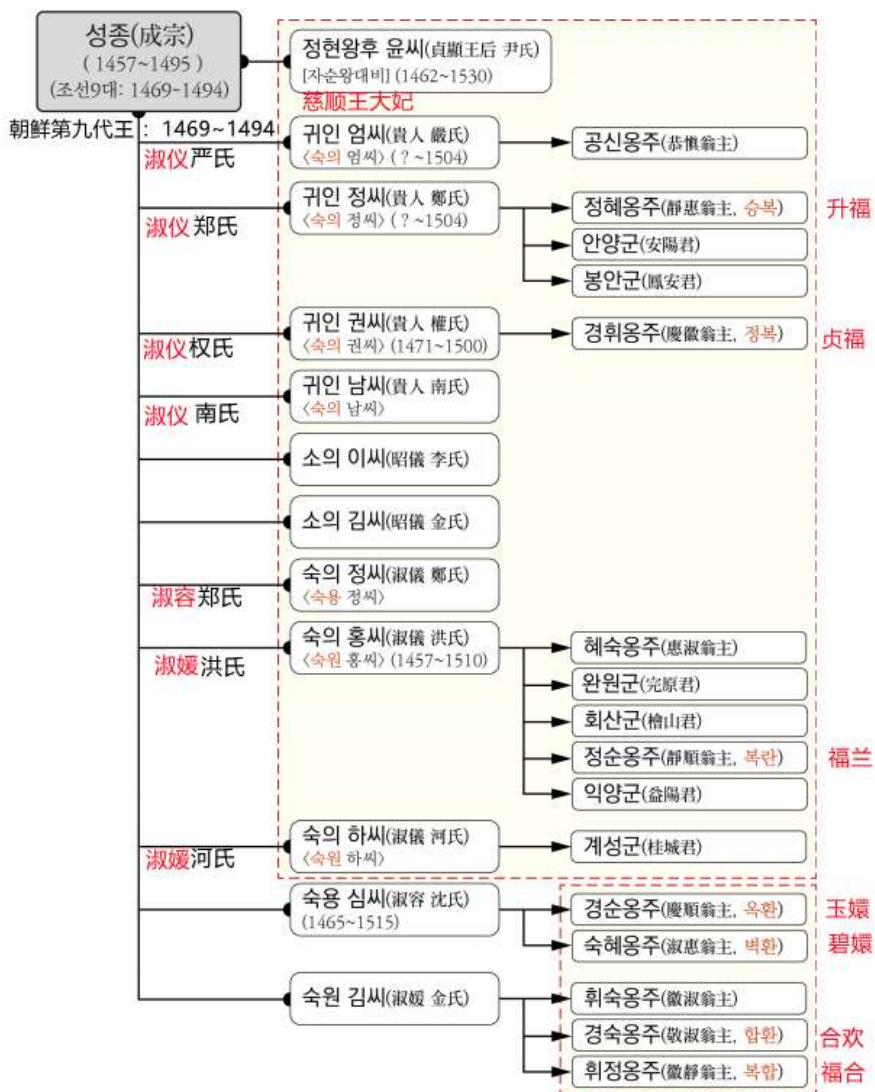 성종(成宗)
( 1457~1495 )
(조선9대: 1469-1494)
정현왕후 윤씨(貞顯王后 尹氏)
[자순왕대비] (1462~1530)
慈顺王大妃
朝鲜第九代王 : 1469~1494
淑仪严氏
귀인 엄씨(貴人 嚴氏)
〈숙의 엄씨〉 ( ? ~1504)
공신옹주(恭愼翁主)
淑仪郑氏
귀인 정씨(貴人 鄭氏)
〈숙의 정씨〉 ( ? ~1504)
정혜옹주(靜惠翁主, 승복)
升福
안양군(安陽君)
봉안군(鳳安君)
淑仪权氏
귀인 권씨(貴人 權氏)
〈숙의 권씨〉 (1471~1500)
경휘옹주(慶徽翁主, 정복)
贞福
淑仪 南氏
귀인 남씨(貴人 南氏)
〈숙의 남씨〉
소의 이씨(昭儀 李氏)
소의 김씨(昭儀 金氏)
淑容郑氏
숙의 정씨(淑儀 鄭氏)
〈숙용 정씨〉
淑媛洪氏
숙의 홍씨(淑儀 洪氏)
〈숙원 홍씨〉 (1457~1510)
혜숙옹주(惠淑翁主)
완원군(完原君)
회산군(檜山君)
정순옹주(靜順翁主, 복란)
福兰
익양군(益陽君)
淑媛河氏
숙의 하씨(淑儀 河氏)
〈숙원 하씨〉
계성군(桂城君)
숙용 심씨(淑容 沈氏)
(1465~1515)
경순옹주(慶順翁主, 옥환)
玉嬛
숙혜옹주(淑惠翁主, 벽환)
碧嬛
숙원 김씨(淑媛 金氏)
휘숙옹주(徽淑翁主)
경숙옹주(敬淑翁主, 합환)
合欢
휘정옹주(徽靜翁主, 복합)
福合